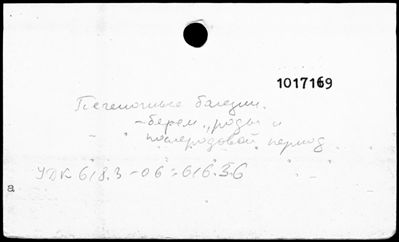 1017169
Печеночные болезни.
- берем., роды и
- " послеродовой период
УДК 618.3 - 06 : 616.36
а